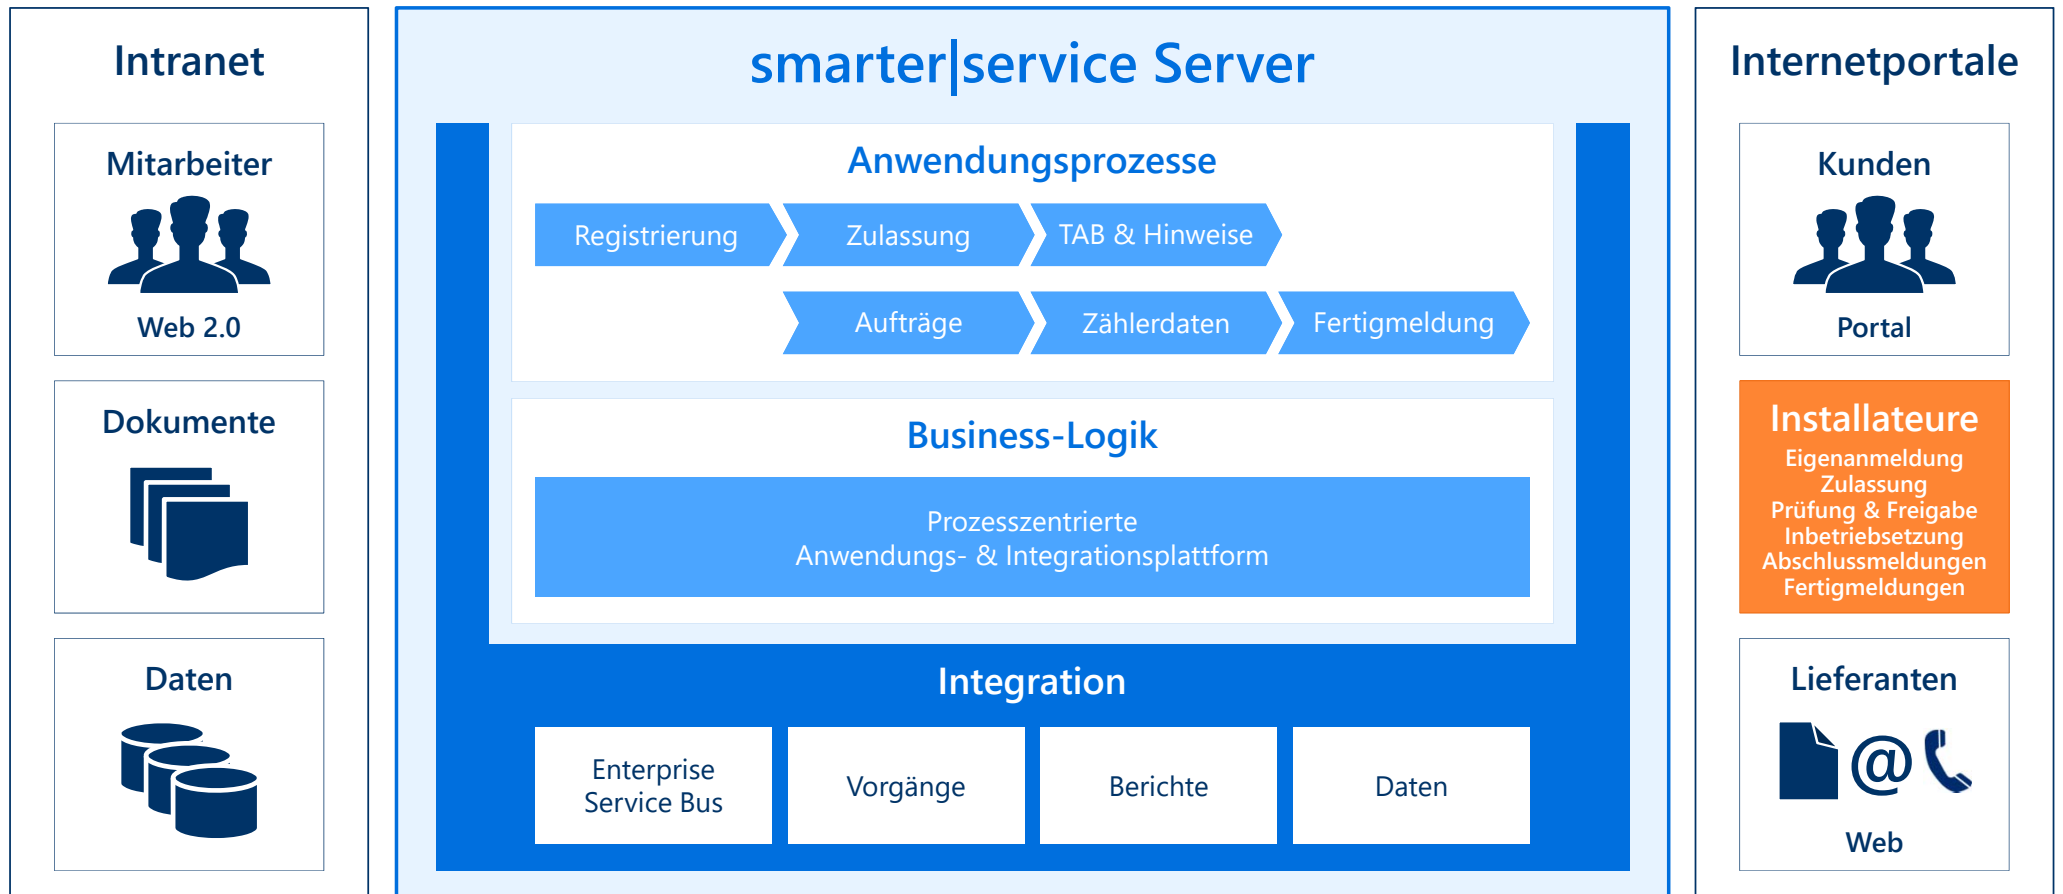 Intranet
Mitarbeiter
Web 2.0
Dokumente
Daten
smarter|service Server
Anwendungsprozesse
Registrierung
Zulassung
TAB & Hinweise
Aufträge
Zählerdaten
Fertigmeldung
Business-Logik
Prozesszentrierte
Anwendungs- & Integrationsplattform
Integration
Enterprise
Service Bus
Vorgänge
Berichte
Daten
Internetportale
Kunden
Portal
Installateure
Eigenanmeldung
Zulassung
Prüfung & Freigabe
Inbetriebsetzung
Abschlussmeldungen
Fertigmeldungen
Lieferanten
@
Web